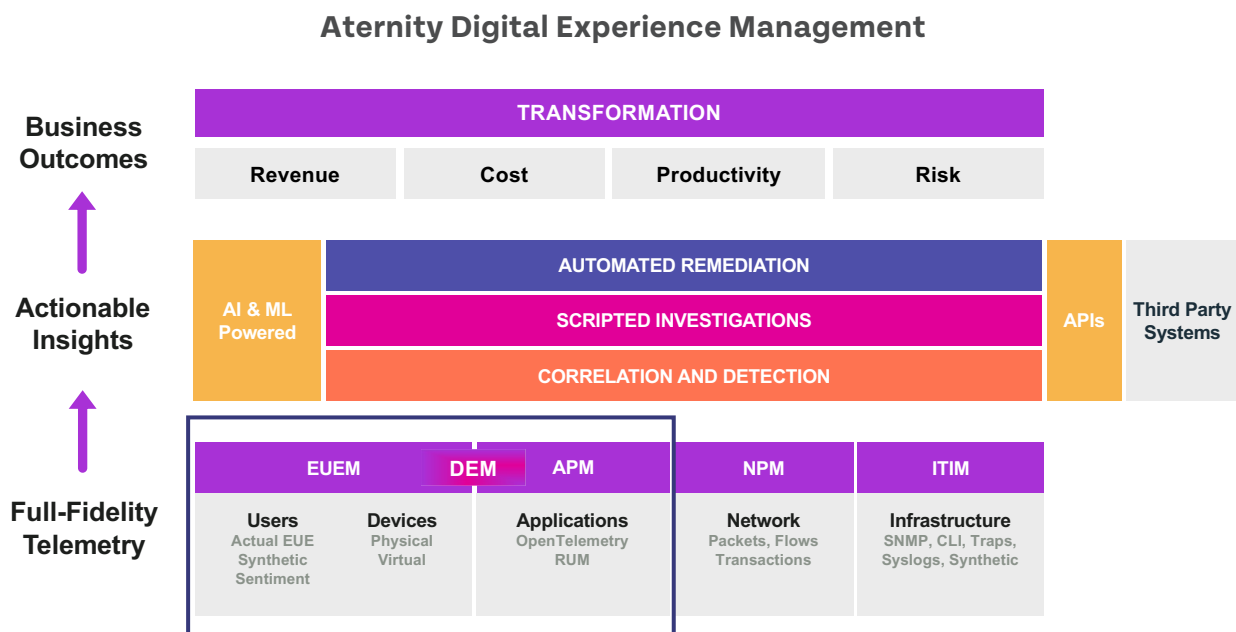 Aternity Digital Experience Management
Business
Outcomes
TRANSFORMATION
Revenue
Cost
Productivity
Risk
Actionable
Insights
AI & ML
Powered
AUTOMATED REMEDIATION
SCRIPTED INVESTIGATIONS
CORRELATION AND DETECTION
APIs
Third Party
Systems
Full-Fidelity
Telemetry
EUEM
DEM
APM
NPM
ITIM
Users
Actual EUE
Synthetic
Sentiment
Devices
Physical
Virtual
Applications
OpenTelemetry
RUM
Network
Packets, Flows
Transactions
Infrastructure
SNMP, CLI, Traps,
Syslogs, Synthetic